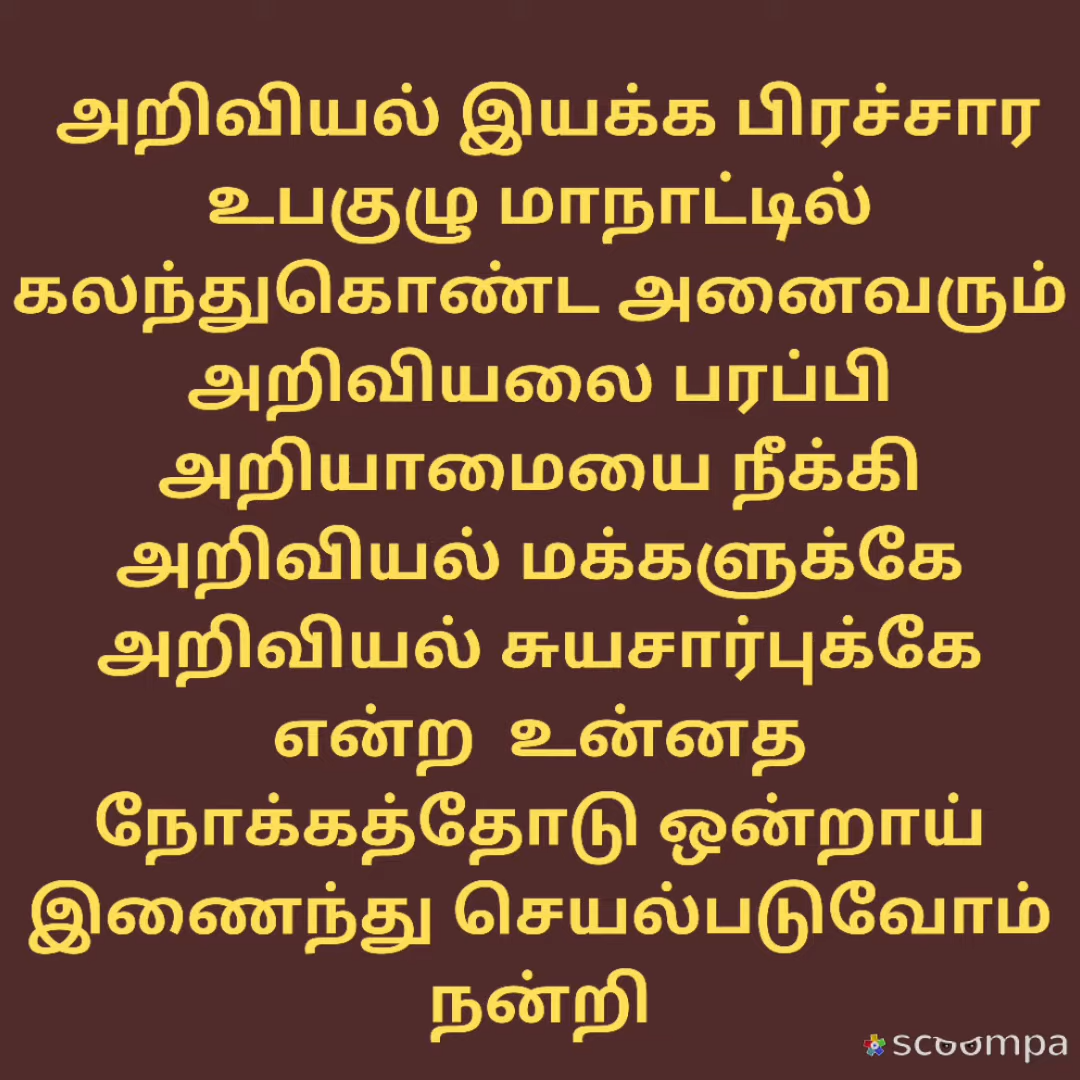 அறிவியல் இயக்க பிரச்சார
உபகுழு மாநாட்டில்
கலந்துகொண்ட அனைவரும்
அறிவியலை பரப்பி
அறியாமையை நீக்கி
அறிவியல் மக்களுக்கே
அறிவியல் சுயசார்புக்கே
என்ற உன்னத
நோக்கத்தோடு ஒன்றாய்
இணைந்து செயல்படுவோம்
நன்றி
scoompa